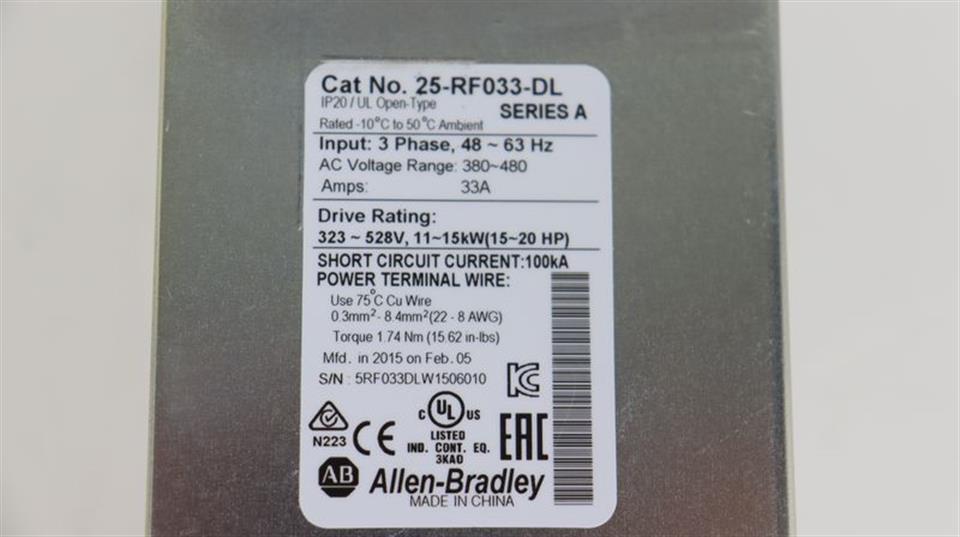 Cat No. 25-RF033-DL
IP20 / UL Open-Type
SERIES A
Rated -10°C to 50°C Ambient
Input: 3 Phase, 48 ~ 63 Hz
AC Voltage Range: 380~480
Amps: 33A
Drive Rating:
323 ~ 528V, 11~15kW(15~20 HP)
SHORT CIRCUIT CURRENT:100kA
POWER TERMINAL WIRE:
Use 75°C Cu Wire
0.3mm² - 8.4mm²(22 - 8 AWG)
Torque 1.74 Nm (15.62 in-lbs)
Mfd. in 2015 on Feb. 05
S/N : 5RF033DLW1506010
KC
C UL US
LISTED
IND. CONT. EQ.
3KA0
N223
CE
EAC
AB Allen-Bradley
MADE IN CHINA